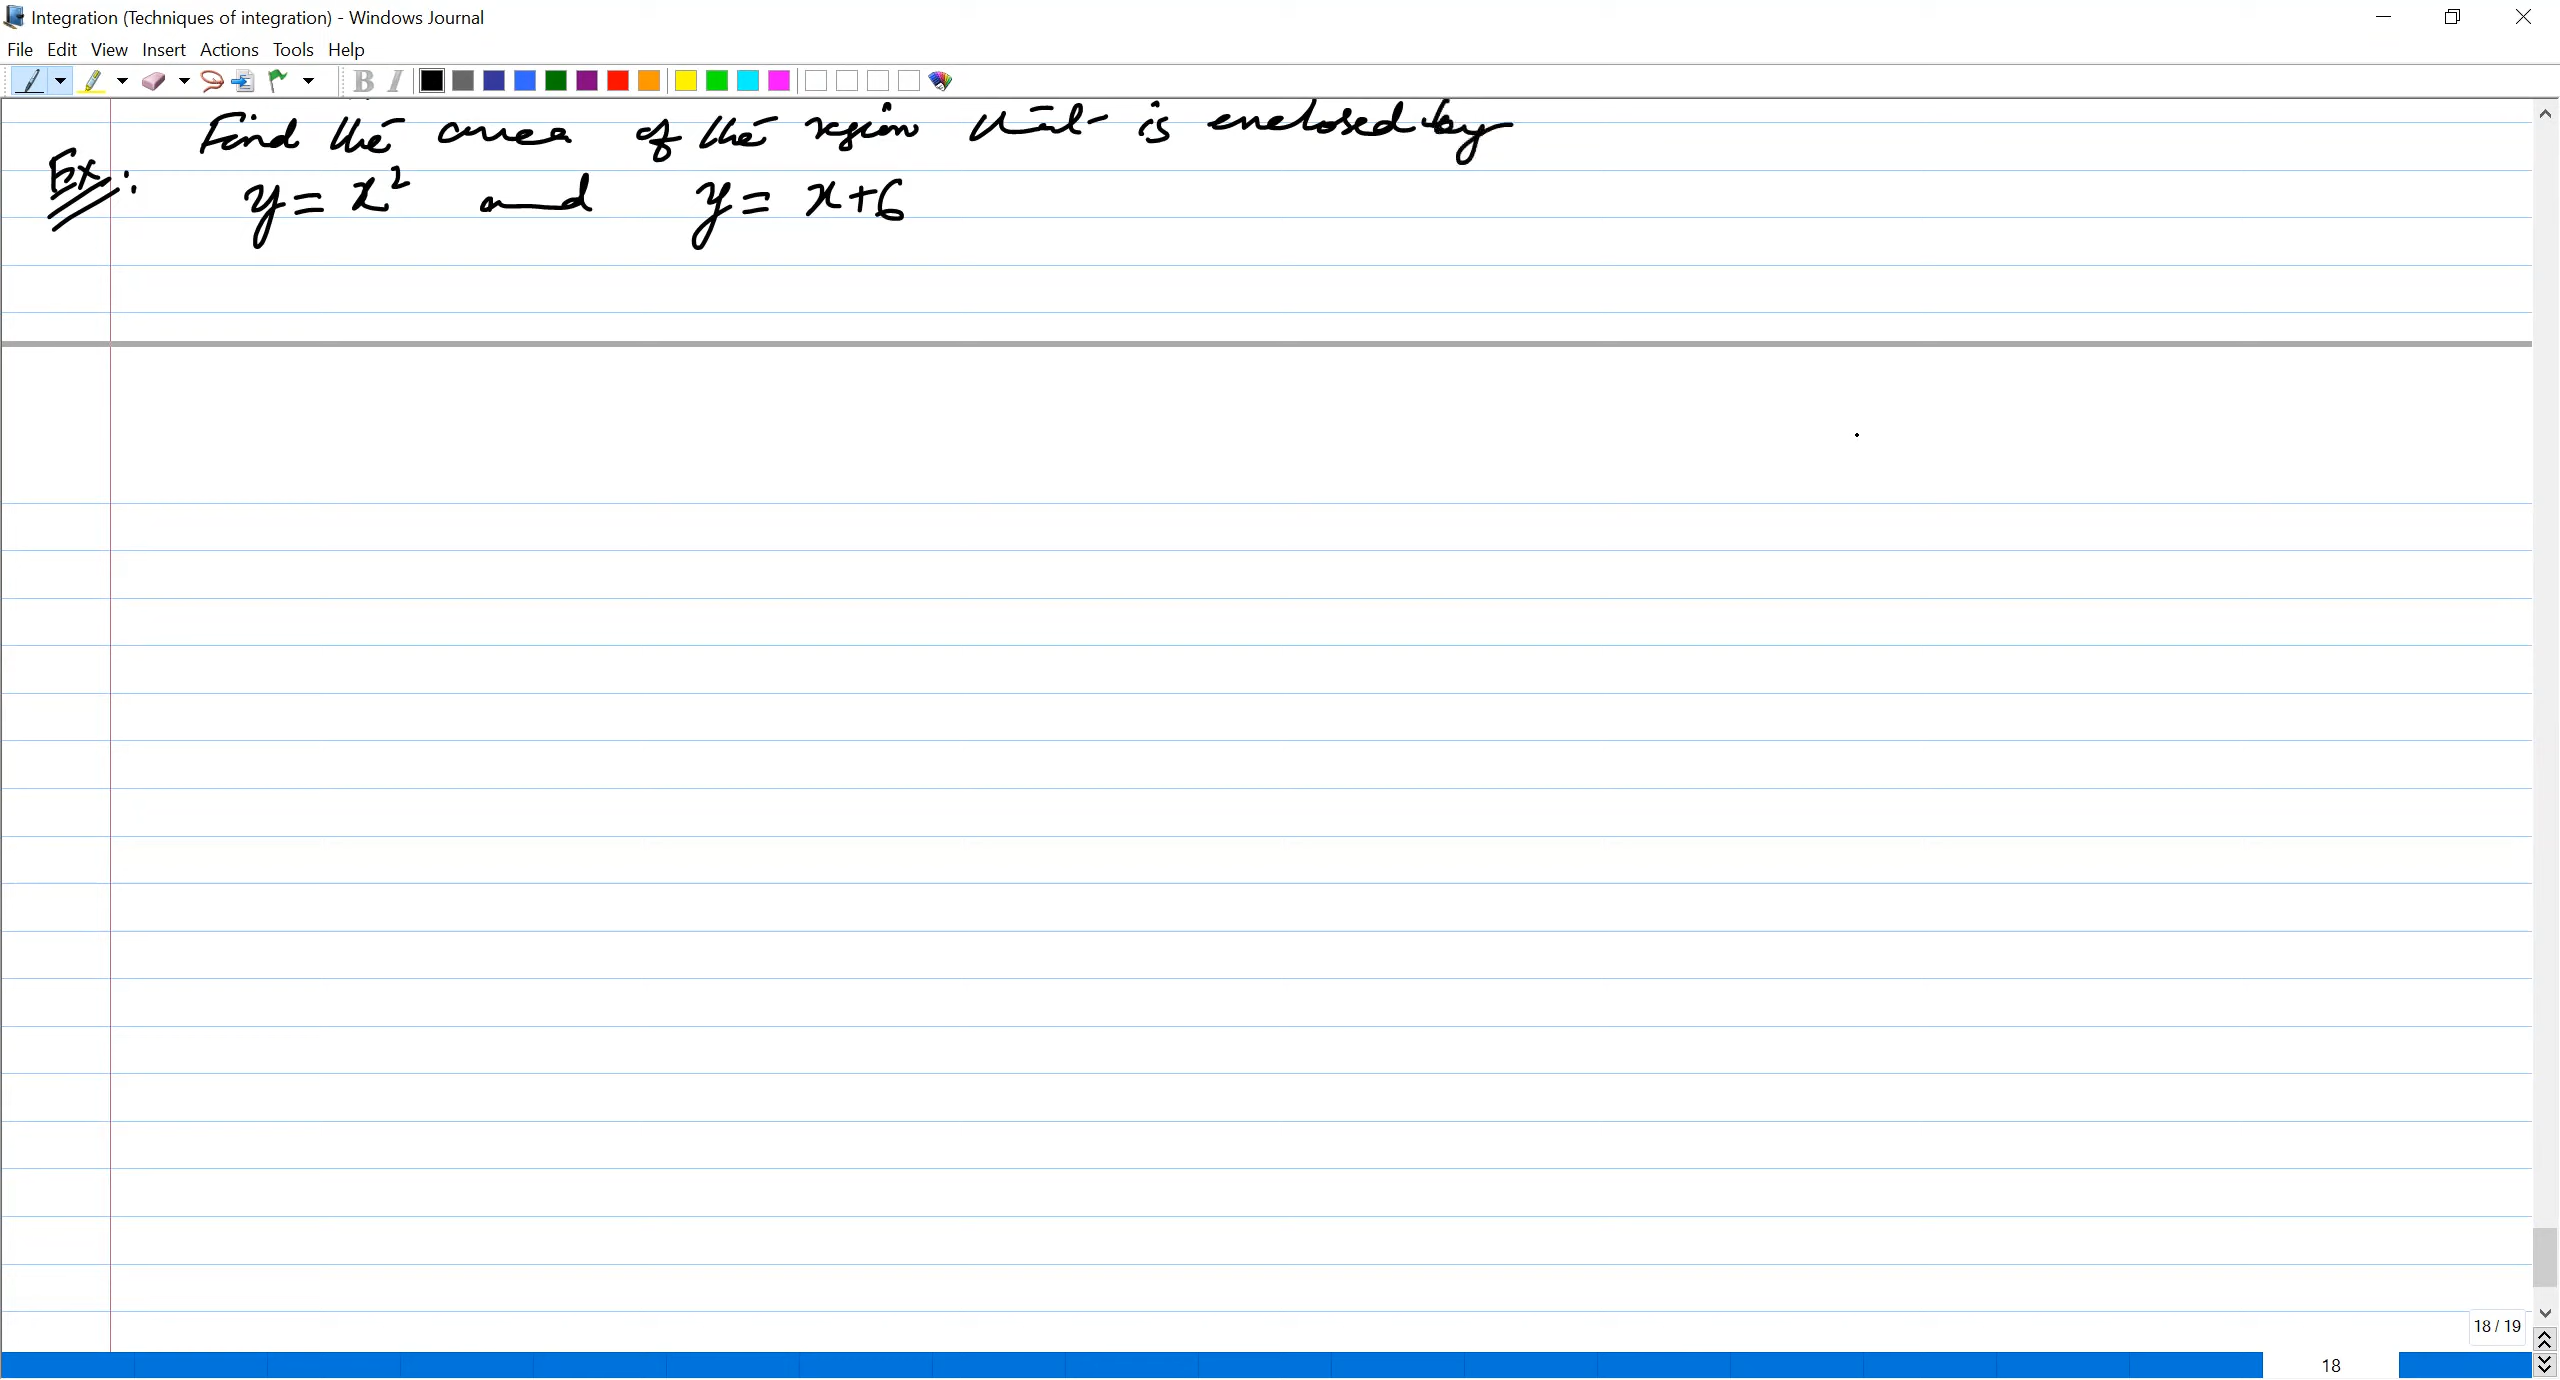 Integration (Techniques of integration) - Windows Journal
File Edit View Insert Actions Tools Help
B I
Find the area of the region that is enclosed by
Ex: y = x² and y = x+6
18 / 19
18